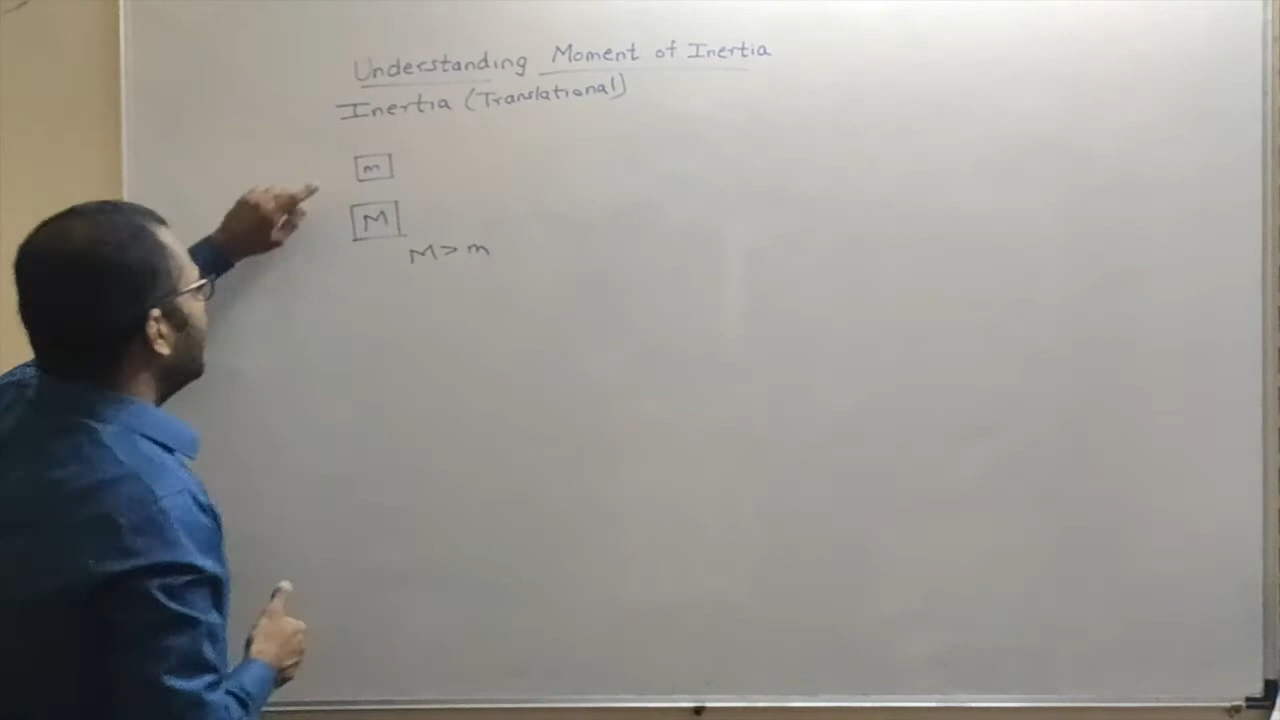 Understanding Moment of Inertia
Inertia (Translational)
m
M
M > m